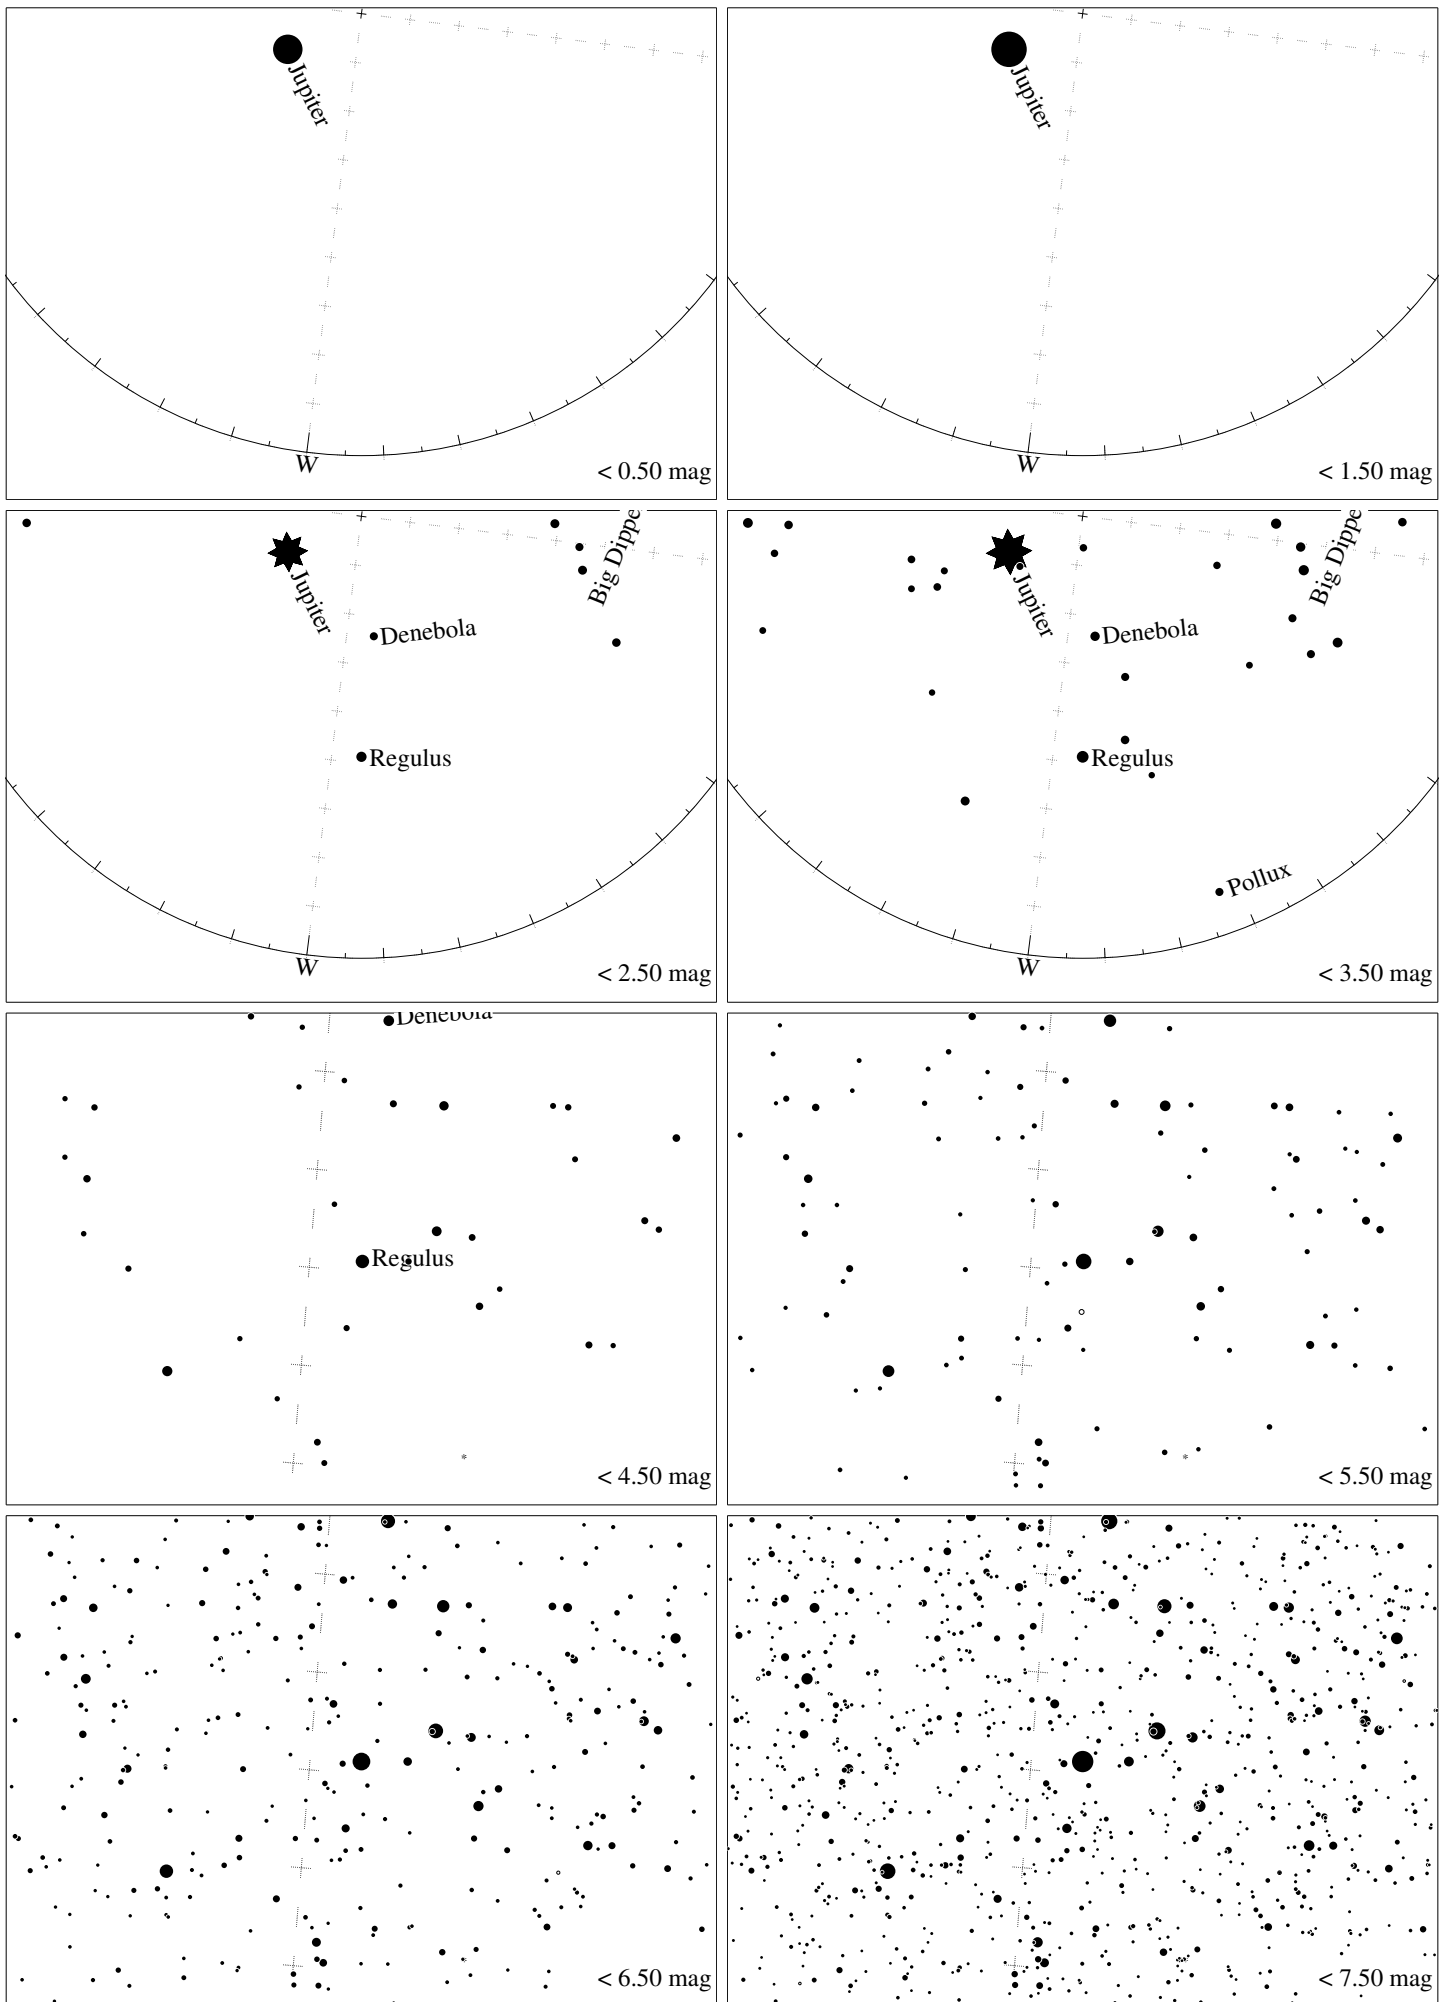 Jupiter
W
< 0.50 mag
Jupiter
W
< 1.50 mag
Big Dippe
Jupiter
Denebola
Regulus
W
< 2.50 mag
Big Dippe
Jupiter
Denebola
Regulus
Pollux
W
< 3.50 mag
Denebola
Regulus
< 4.50 mag
< 5.50 mag
< 6.50 mag
< 7.50 mag